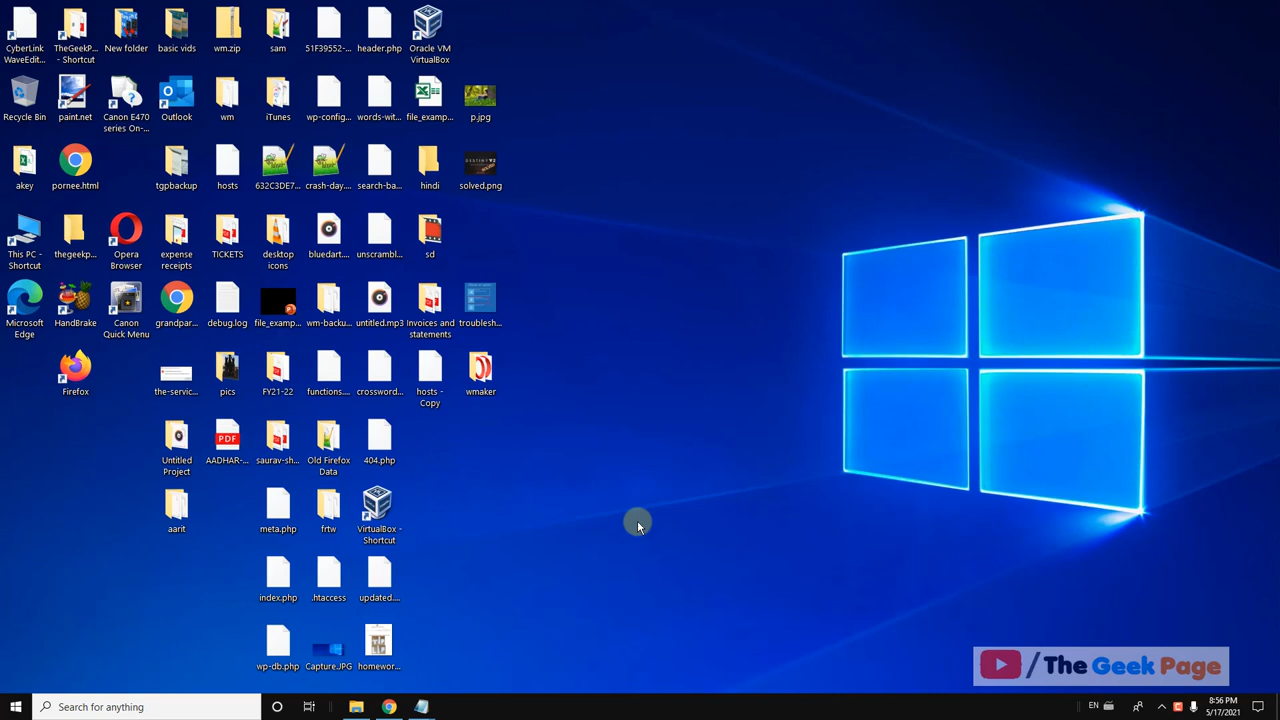 CyberLink WaveEdit...
TheGeekP... - Shortcut
New folder
basic vids
wm.zip
sam
51F39552-...
header.php
Oracle VM VirtualBox
Recycle Bin
paint.net
Canon E470 series On-...
Outlook
wm
iTunes
wp-config...
words-wit...
file_examp...
p.jpg
akey
pornee.html
tgpbackup
hosts
632C3DE7...
crash-day....
search-ba...
hindi
DESTINY V2
solved.png
This PC - Shortcut
thegeekp...
Opera Browser
expense receipts
TICKETS
desktop icons
bluedart....
unscrambl...
sd
Microsoft Edge
HandBrake
Canon Quick Menu
grandpar...
debug.log
file_examp...
wm-backu...
untitled.mp3
Invoices and statements
troublesh...
Firefox
the-servic...
pics
FY21-22
functions....
crossword...
hosts - Copy
wmaker
Untitled Project
PDF
AADHAR-...
saurav-sh...
Old Firefox Data
404.php
aarit
meta.php
frtw
VirtualBox - Shortcut
index.php
.htaccess
updated....
wp-db.php
Capture.JPG
homewor...
/The Geek Page
Search for anything
EN
8:56 PM
5/17/2021